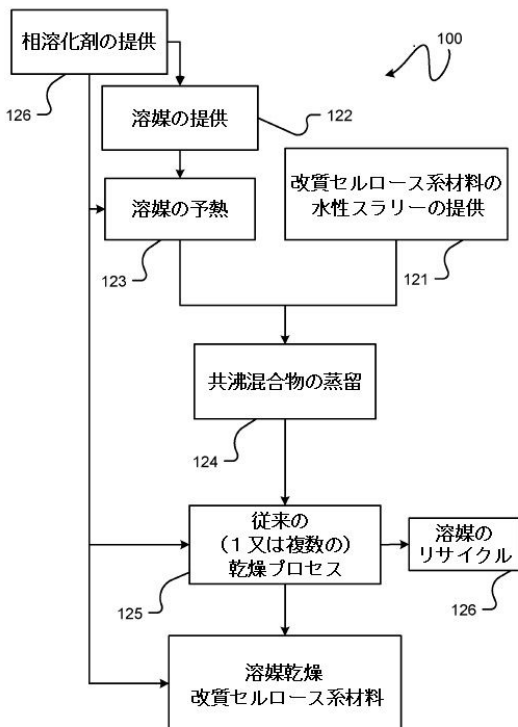 相溶化剤の提供
100
126
溶媒の提供
122
溶媒の予熱
改質セルロース系材料の
水性スラリーの提供
123
121
共沸混合物の蒸留
124
従来の
(1又は複数の)
乾燥プロセス
溶媒の
リサイクル
125
126
溶媒乾燥
改質セルロース系材料